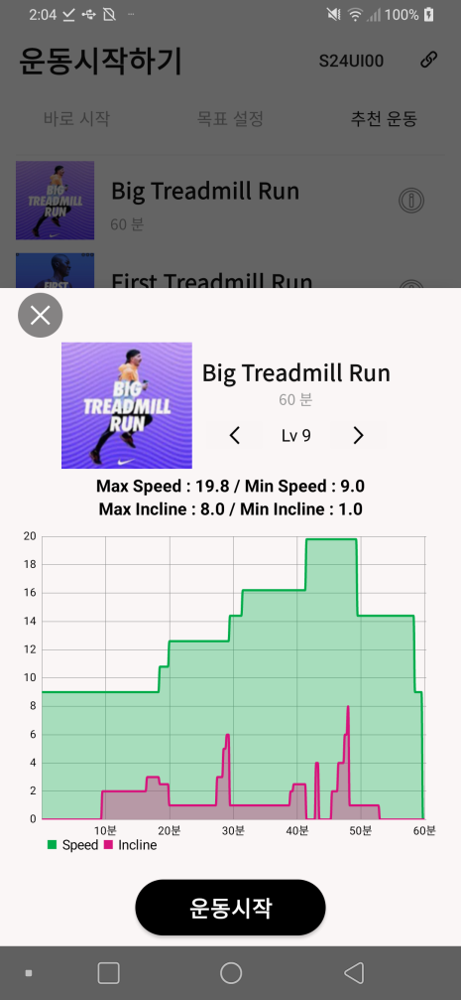 2:04 100%
운동시작하기 S24UI00
바로 시작 목표 설정 추천 운동
BIG
TREADMILL
RUN
Big Treadmill Run
60 분
FIRST
First Treadmill Run
BIG
TREADMILL
RUN
Big Treadmill Run
60 분
Lv 9
Max Speed : 19.8 / Min Speed : 9.0
Max Incline : 8.0 / Min Incline : 1.0
20
18
16
14
12
10
8
6
4
2
0
10분 20분 30분 40분 50분 60분
Speed Incline
운동시작